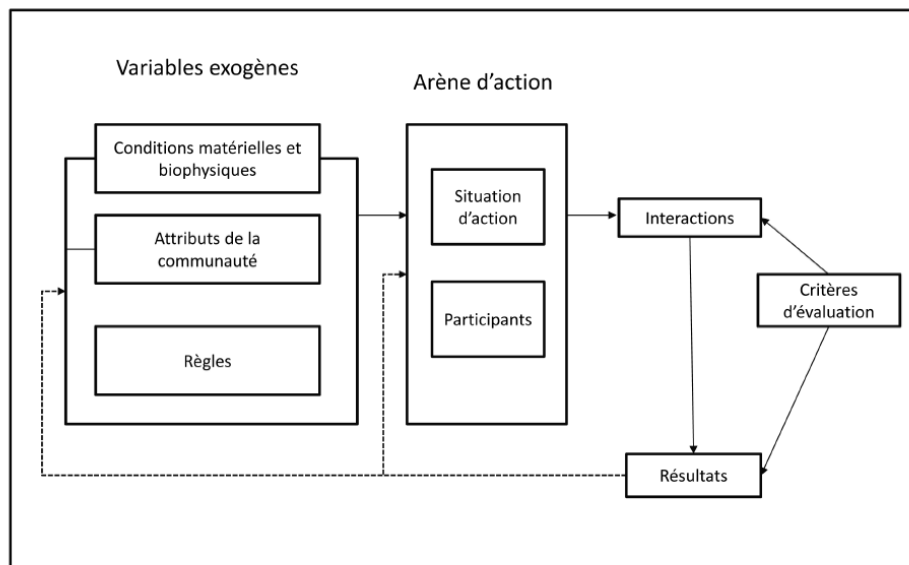 Variables exogènes
Conditions matérielles et
biophysiques
Attributs de la
communauté
Règles
Arène d’action
Situation
d’action
Participants
Interactions
Critères
d’évaluation
Résultats